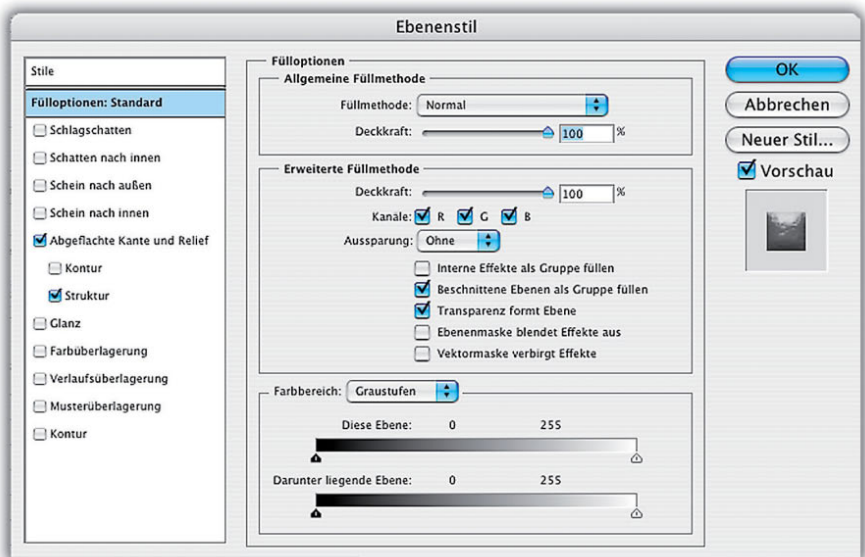 Ebenenstil
Stile
Fülloptionen: Standard
Schlagschatten
Schatten nach innen
Schein nach außen
Schein nach innen
Abgeflachte Kante und Relief
Kontur
Struktur
Glanz
Farbüberlagerung
Verlaufsüberlagerung
Musterüberlagerung
Kontur
Fülloptionen
Allgemeine Füllmethode
Füllmethode: Normal
Deckkraft: 100 %
Erweiterte Füllmethode
Deckkraft: 100 %
Kanäle: R G B
Aussparung: Ohne
Interne Effekte als Gruppe füllen
Beschnittene Ebenen als Gruppe füllen
Transparenz formt Ebene
Ebenenmaske blendet Effekte aus
Vektormaske verbirgt Effekte
Farbbereich: Graustufen
Diese Ebene: 0 255
Darunter liegende Ebene: 0 255
OK
Abbrechen
Neuer Stil...
Vorschau